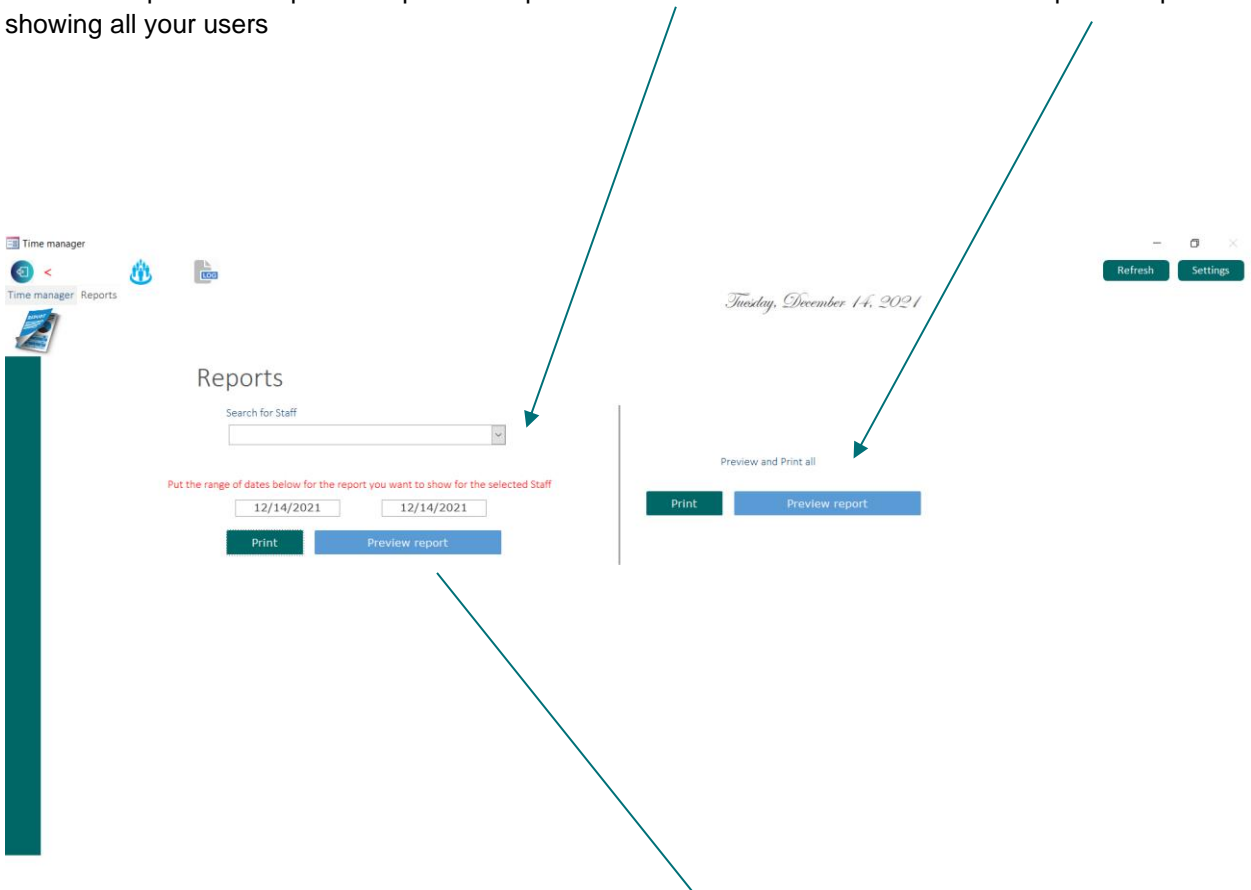 showing all your users
Time manager
<
LOG
Refresh Settings
Time manager Reports
Tuesday, December 14, 2021
REPORT
Reports
Search for Staff
Preview and Print all
Put the range of dates below for the report you want to show for the selected Staff
12/14/2021 12/14/2021
Print Preview report
Print Preview report